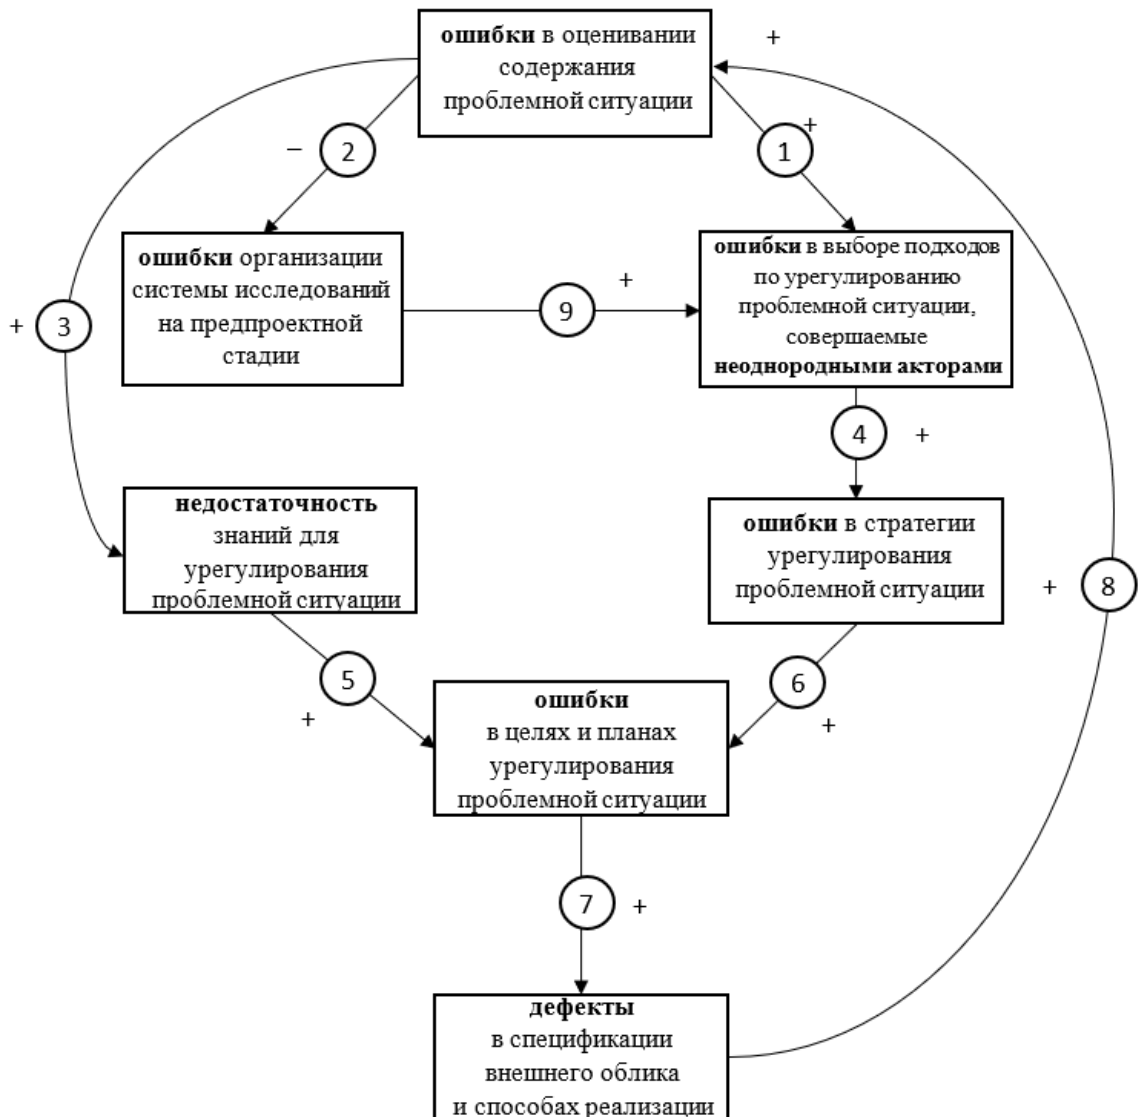 ошибки в оценивании
содержания
проблемной ситуации
+
+
1
−
2
ошибки организации
системы исследований
на предпроектной
стадии
ошибки в выборе подходов
по урегулированию
проблемной ситуации,
совершаемые
неоднородными акторами
+
9
+
3
4
+
недостаточность
знаний для
урегулирования
проблемной ситуации
ошибки в стратегии
урегулирования
проблемной ситуации
+
8
5
+
6
+
ошибки
в целях и планах
урегулирования
проблемной ситуации
7
+
дефекты
в спецификации
внешнего облика
и способах реализации